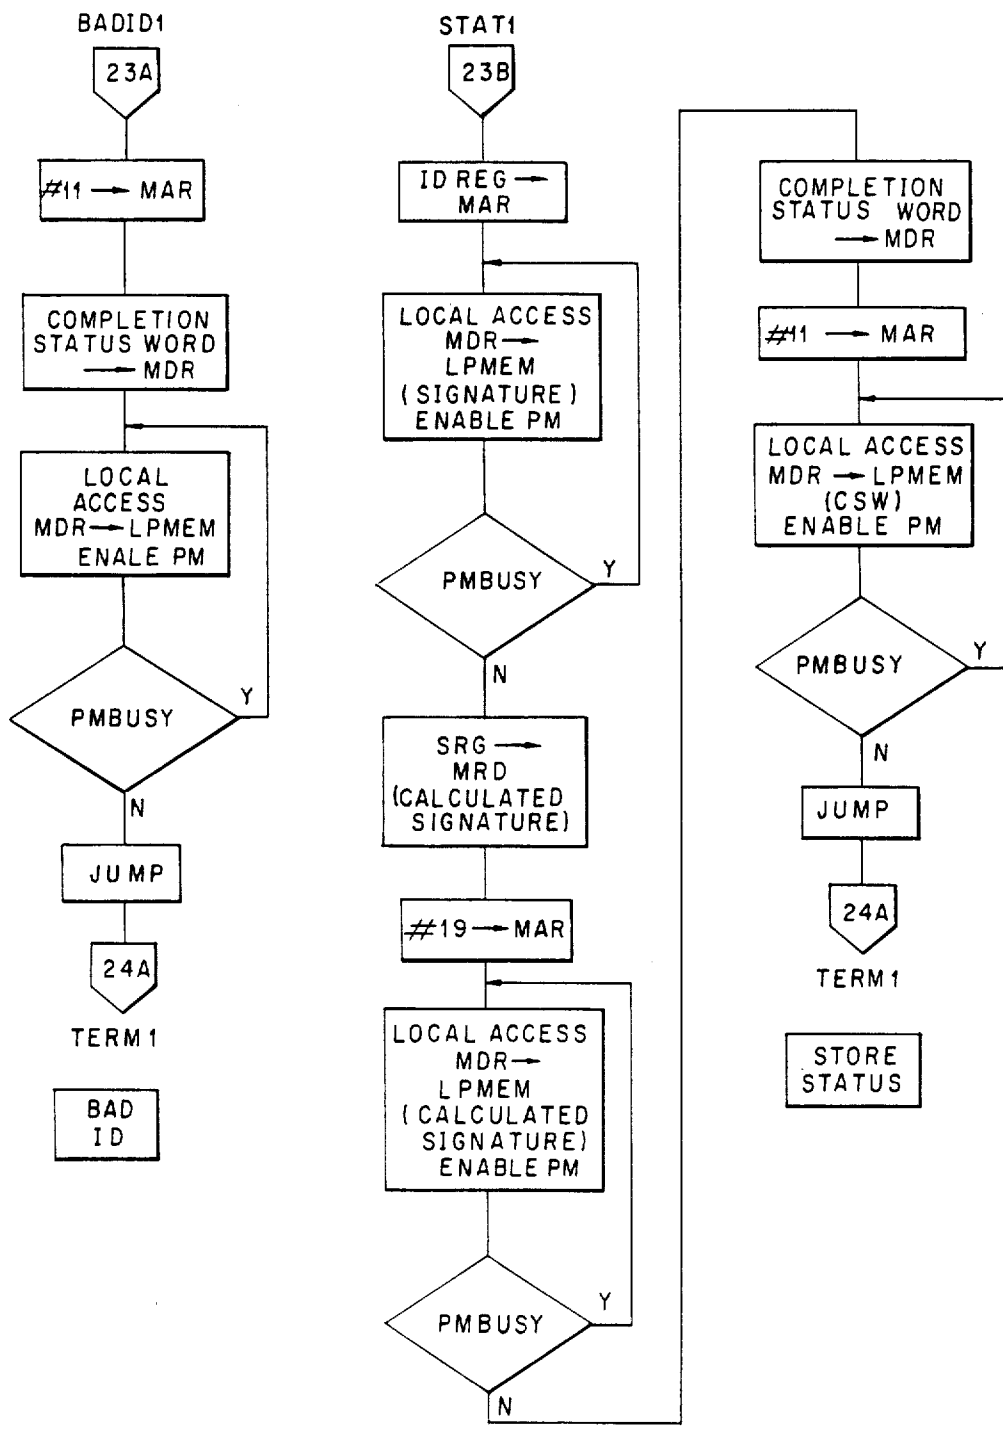 BADID1
23A
#11 → MAR
COMPLETION
STATUS WORD
→ MDR
LOCAL
ACCESS
MDR → LPMEM
ENALE PM
PMBUSY
Y
N
JUMP
24A
TERM1
BAD
ID
STAT1
23B
ID REG →
MAR
LOCAL ACCESS
MDR →
LPMEM
(SIGNATURE)
ENABLE PM
PMBUSY
Y
N
SRG →
MRD
(CALCULATED
SIGNATURE)
#19 → MAR
LOCAL ACCESS
MDR →
LPMEM
(CALCULATED
SIGNATURE)
ENABLE PM
PMBUSY
Y
N
COMPLETION
STATUS WORD
→ MDR
#11 → MAR
LOCAL ACCESS
MDR → LPMEM
(CSW)
ENABLE PM
PMBUSY
Y
N
JUMP
24A
TERM1
STORE
STATUS